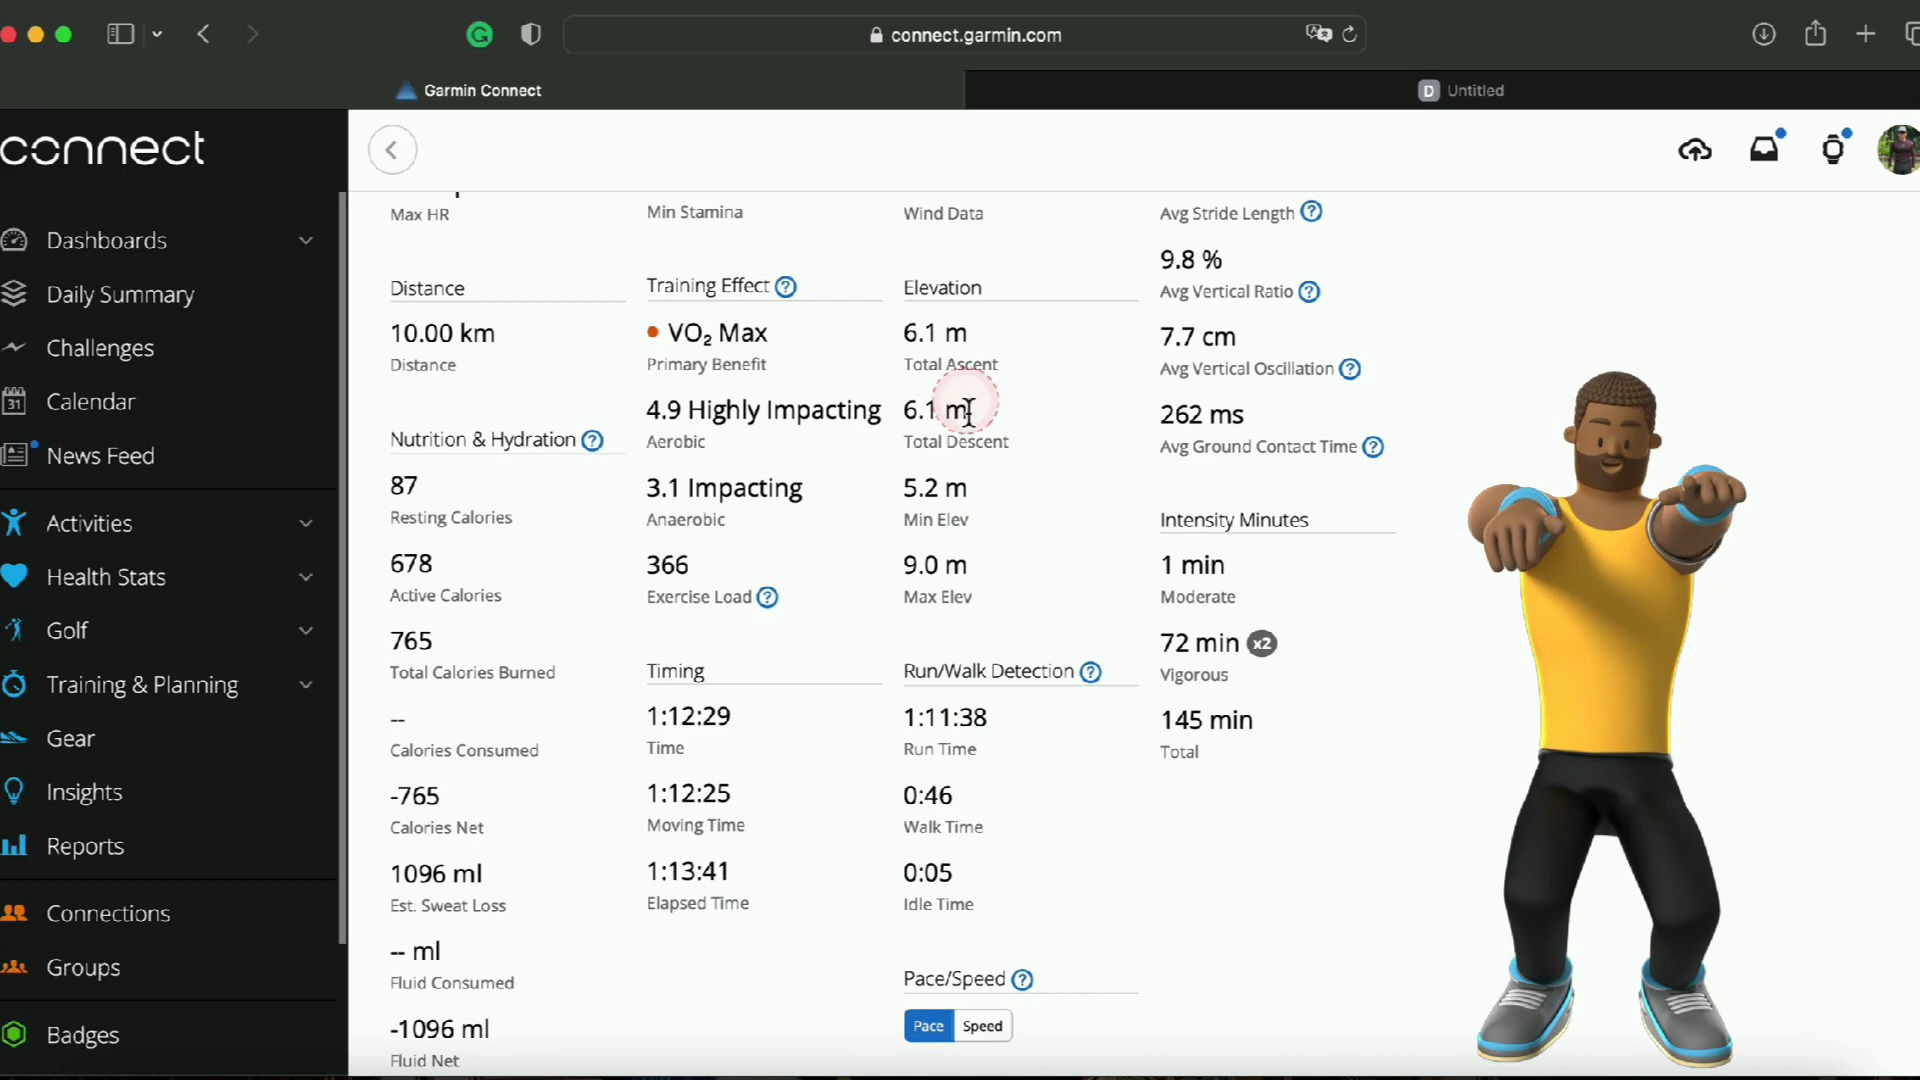 connect.garmin.com
Garmin Connect
D Untitled
connect
Dashboards
Daily Summary
Challenges
31 Calendar
News Feed
Activities
Health Stats
Golf
Training & Planning
Gear
Insights
Reports
Connections
Groups
Badges
Max HR
Distance
10.00 km
Distance
Nutrition & Hydration ?
87
Resting Calories
678
Active Calories
765
Total Calories Burned
--
Calories Consumed
-765
Calories Net
1096 ml
Est. Sweat Loss
-- ml
Fluid Consumed
-1096 ml
Fluid Net
Min Stamina
Training Effect ?
VO₂ Max
Primary Benefit
4.9 Highly Impacting
Aerobic
3.1 Impacting
Anaerobic
366
Exercise Load ?
Timing
1:12:29
Time
1:12:25
Moving Time
1:13:41
Elapsed Time
Wind Data
Elevation
6.1 m
Total Ascent
6.1 m
Total Descent
5.2 m
Min Elev
9.0 m
Max Elev
Run/Walk Detection ?
1:11:38
Run Time
0:46
Walk Time
0:05
Idle Time
Pace/Speed ?
Pace Speed
Avg Stride Length ?
9.8 %
Avg Vertical Ratio ?
7.7 cm
Avg Vertical Oscillation ?
262 ms
Avg Ground Contact Time ?
Intensity Minutes
1 min
Moderate
72 min x2
Vigorous
145 min
Total